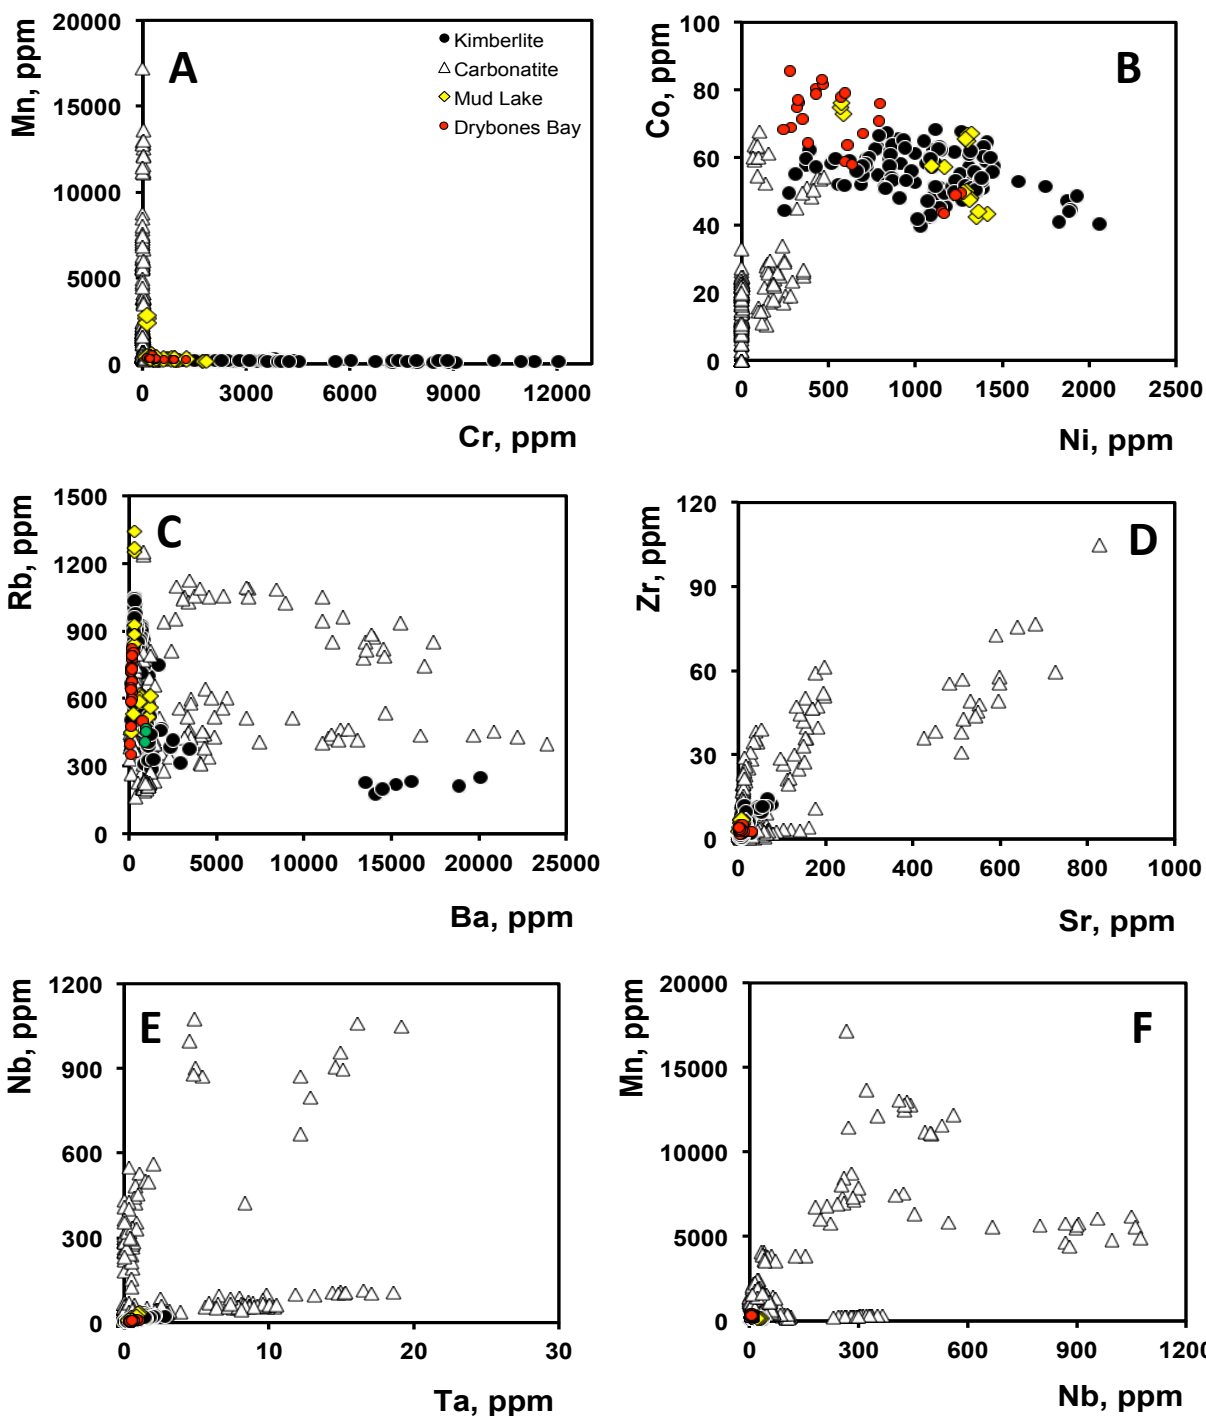 A
Mn, ppm
20000
15000
10000
5000
0
Kimberlite
Carbonatite
Mud Lake
Drybones Bay
0 3000 6000 9000 12000
Cr, ppm
B
Co, ppm
100
80
60
40
20
0
0 500 1000 1500 2000 2500
Ni, ppm
C
Rb, ppm
1500
1200
900
600
300
0
0 5000 10000 15000 20000 25000
Ba, ppm
D
Zr, ppm
120
90
60
30
0
0 200 400 600 800 1000
Sr, ppm
E
Nb, ppm
1200
900
600
300
0
0 10 20 30
Ta, ppm
F
Mn, ppm
20000
15000
10000
5000
0
0 300 600 900 1200
Nb, ppm